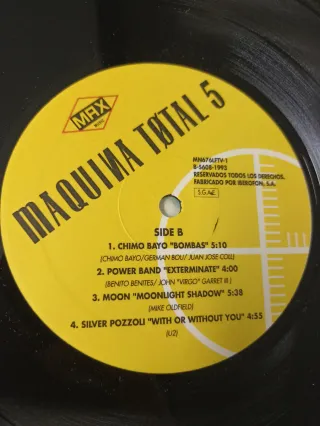 MAX
MUSIC
MAQUINA TØTAL 5
MN676LTTV-1
B-5608-1993
RESERVADOS TODOS LOS DERECHOS.
FABRICADO POR IBEROFON, S.A.
S.G.A.E.
SIDE B
1. CHIMO BAYO "BOMBAS" 5:10
(CHIMO BAYO/GERMAN BOU/ JUAN JOSE COLL)
2. POWER BAND "EXTERMINATE" 4:00
(BENITO BENITES/ JOHN "VIRGO" GARRET III )
3. MOON "MOONLIGHT SHADOW" 5:38
(MIKE OLDFIELD)
4. SILVER POZZOLI "WITH OR WITHOUT YOU" 4:55
(U2)